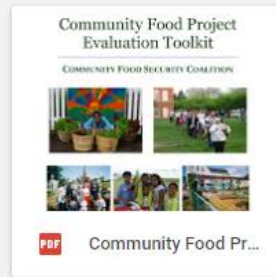 Community Food Project
Evaluation Toolkit
COMMUNITY FOOD SECURITY COALITION
PDF Community Food Pr...